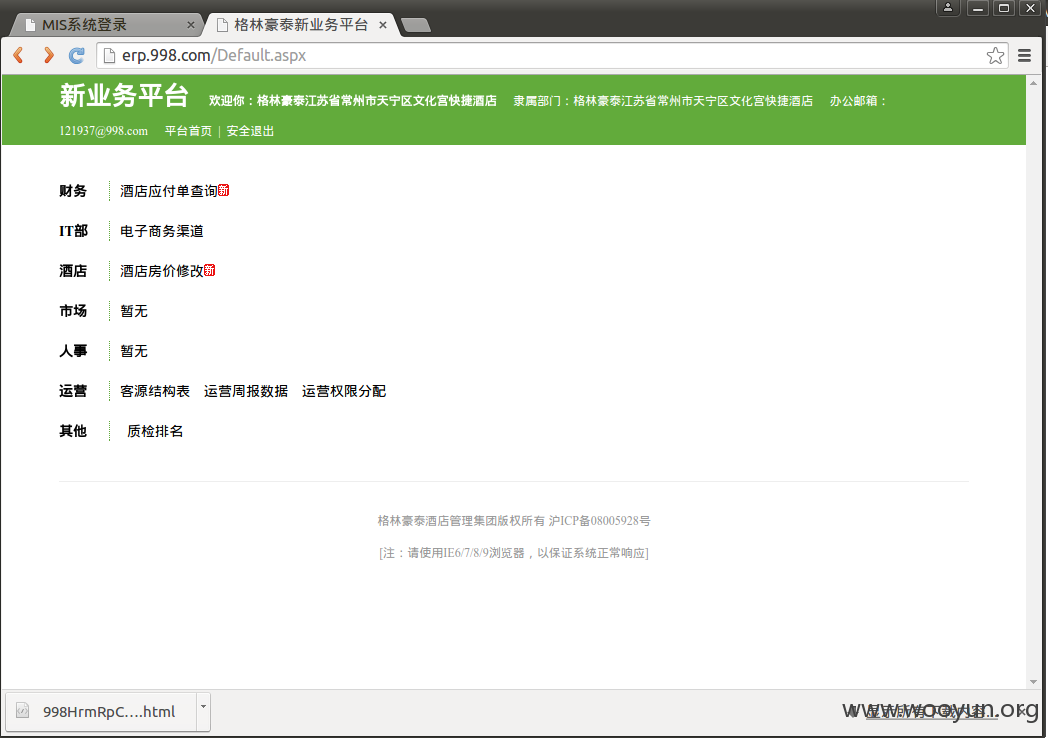 MIS系统登录
格林豪泰新业务平台
erp.998.com/Default.aspx
新业务平台 欢迎你：格林豪泰江苏省常州市天宁区文化宫快捷酒店 隶属部门：格林豪泰江苏省常州市天宁区文化宫快捷酒店 办公邮箱：
121937@998.com 平台首页 | 安全退出
财务 酒店应付单查询新
IT部 电子商务渠道
酒店 酒店房价修改新
市场 暂无
人事 暂无
运营 客源结构表 运营周报数据 运营权限分配
其他 质检排名
格林豪泰酒店管理集团版权所有 沪ICP备08005928号
[注：请使用IE6/7/8/9浏览器，以保证系统正常响应]
998HrmRpC....html
显示所有下载内容...
www.wooyun.org